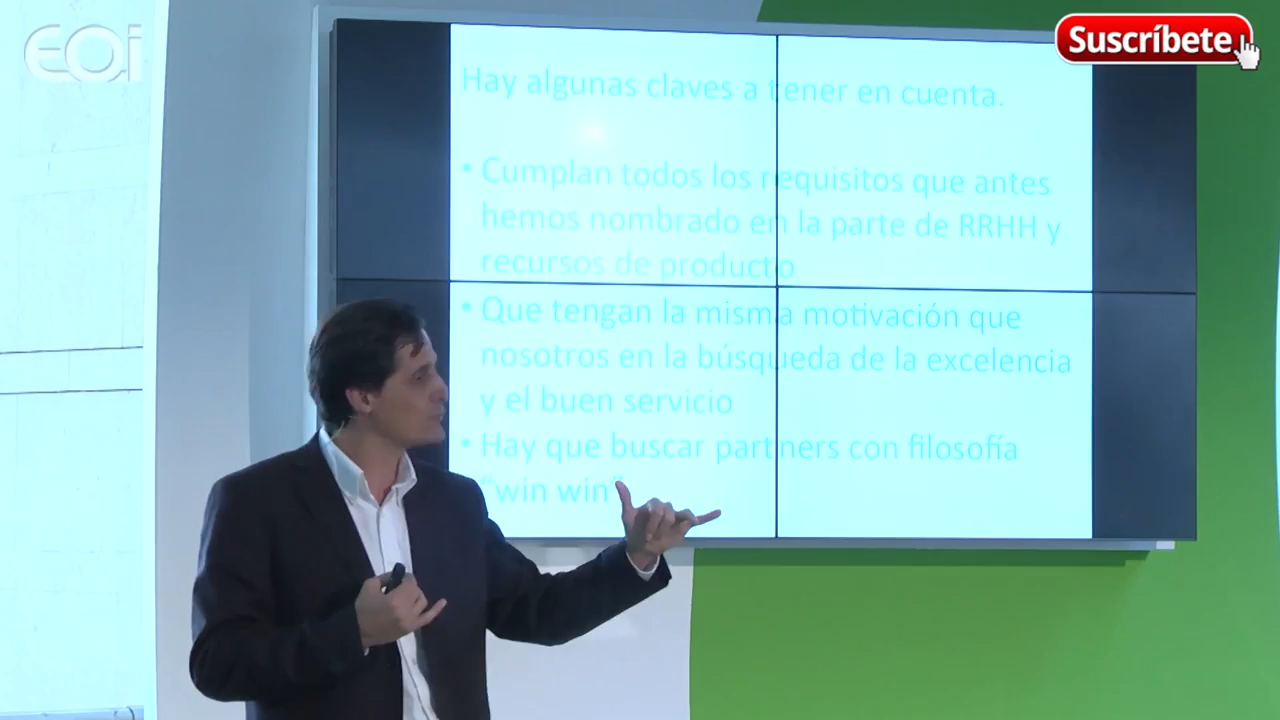 EOi
Suscríbete
Hay algunas claves a tener en cuenta.
• Cumplan todos los requisitos que antes
hemos nombrado en la parte de RRHH y
recursos de producto
• Que tengan la misma motivación que
nosotros en la búsqueda de la excelencia
y el buen servicio
• Hay que buscar partners con filosofía
“win win”